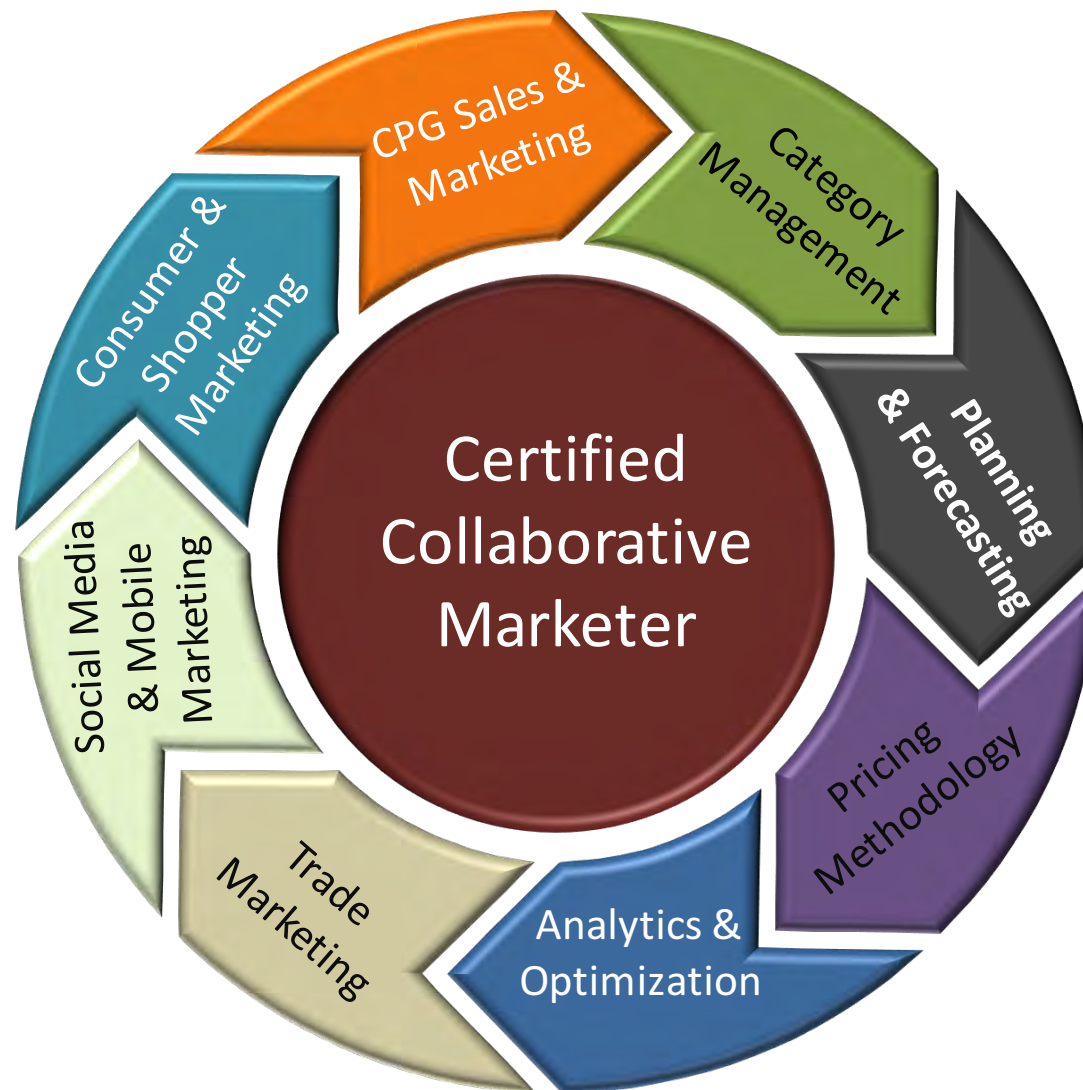 CPG Sales &
Marketing
Category
Management
Planning
& Forecasting
Pricing
Methodology
Analytics &
Optimization
Trade
Marketing
Social Media
& Mobile
Marketing
Consumer &
Shopper
Marketing
Certified
Collaborative
Marketer